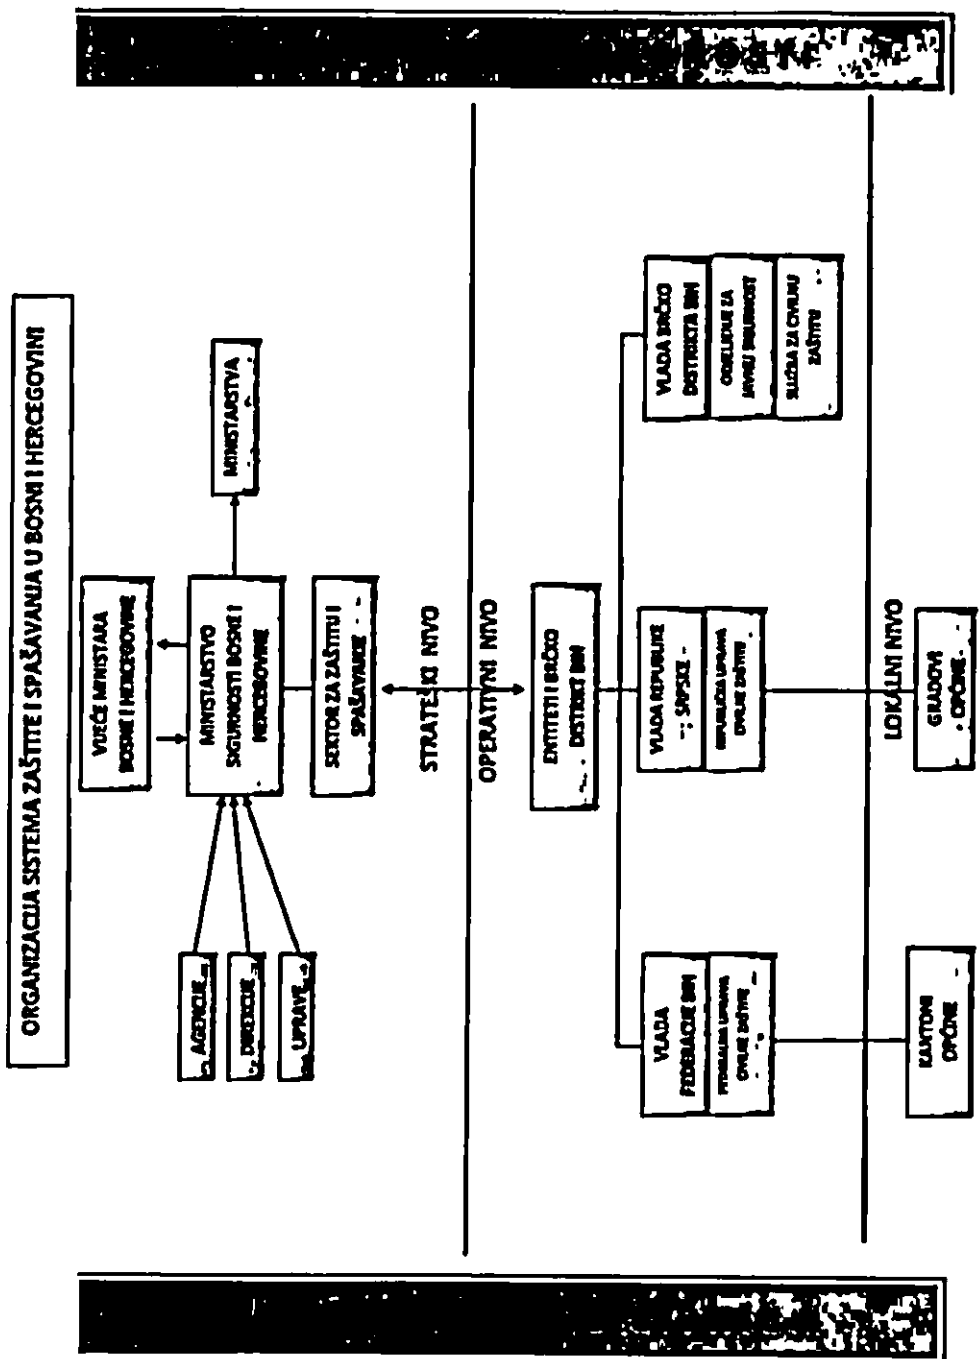 ORGANIZACIJA SISTEMA ZAŠTITE I SPAŠAVANJA U BOSNI I HERCEGOVINI
VIJEĆE MINISTARA
BOSNE I HERCEGOVINE
AGENCIJE
DIREKCIJE
UPRAVE
MINISTARSTVO
SIGURNOSTI BOSNE I
HERCEGOVINE
MINISTARSTVA
SEKTOR ZA ZAŠTITU I
SPAŠAVANJE
STRATEŠKI NIVO
OPERATIVNI NIVO
ENTITETI I BRČKO
DISTRIKT BIH
VLADA
FEDERACIJE BIH
FEDERALNA UPRAVA
CIVILNE ZAŠTITE
VLADA REPUBLIKE
SRPSKE
REPUBLIČKA UPRAVA
CIVILNE ZAŠTITE
VLADA BRČKO
DISTRIKTA BIH
ODJELJENJE ZA
JAVNU SIGURNOST
SLUŽBA ZA CIVILNU
ZAŠTITU
LOKALNI NIVO
KANTONI
OPĆINE
GRADOVI
OPĆINE